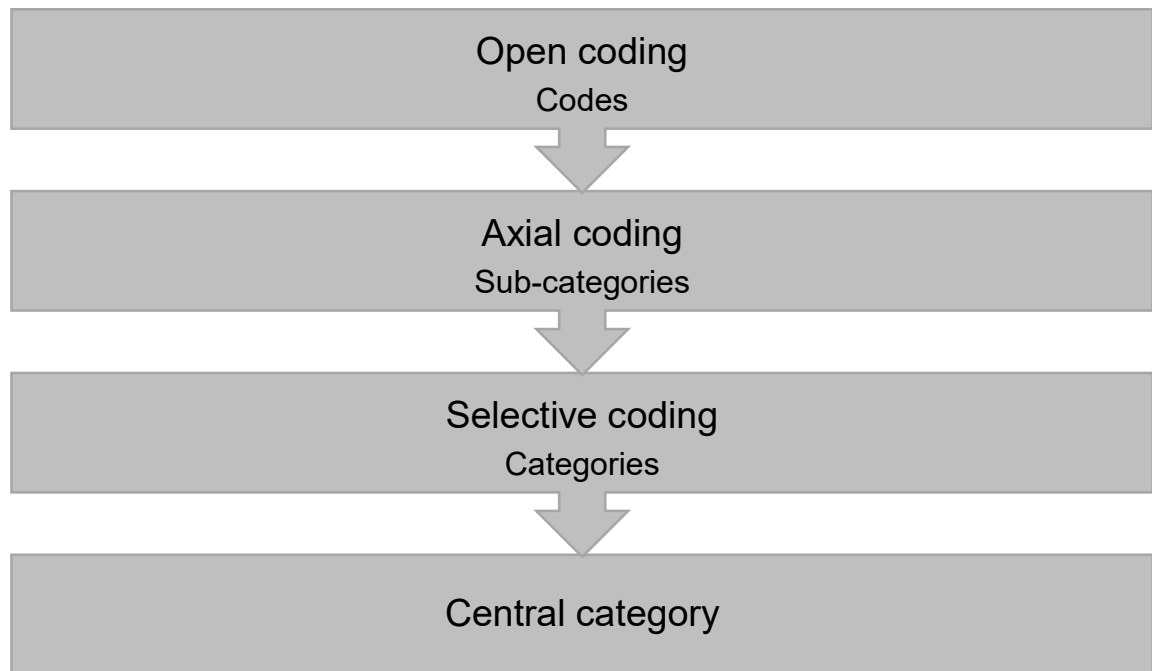 Open coding
Codes
Axial coding
Sub-categories
Selective coding
Categories
Central category